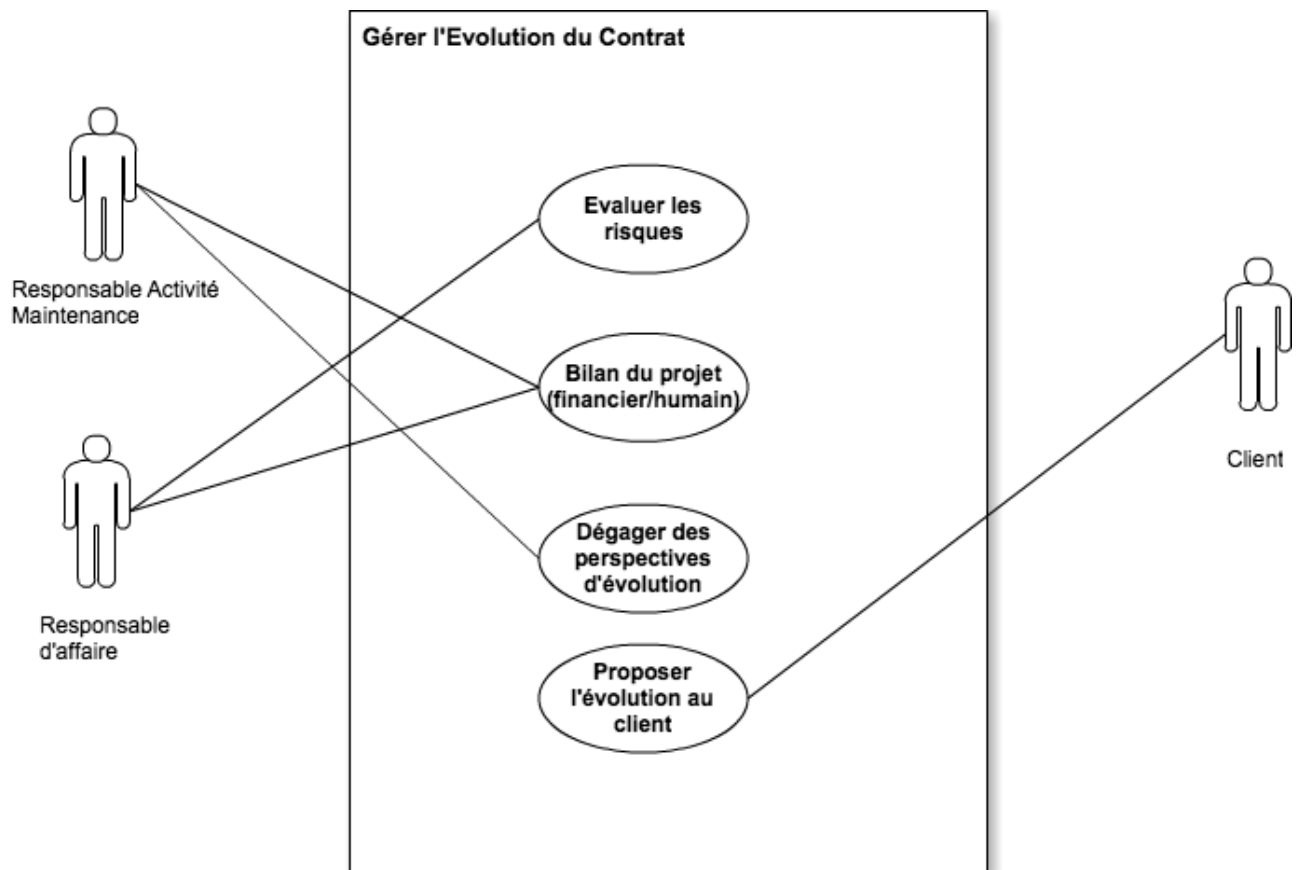 Gérer l'Evolution du Contrat
Evaluer les
risques
Responsable Activité
Maintenance
Bilan du projet
(financier/humain)
Client
Dégager des
perspectives
d'évolution
Responsable
d'affaire
Proposer
l'évolution au
client